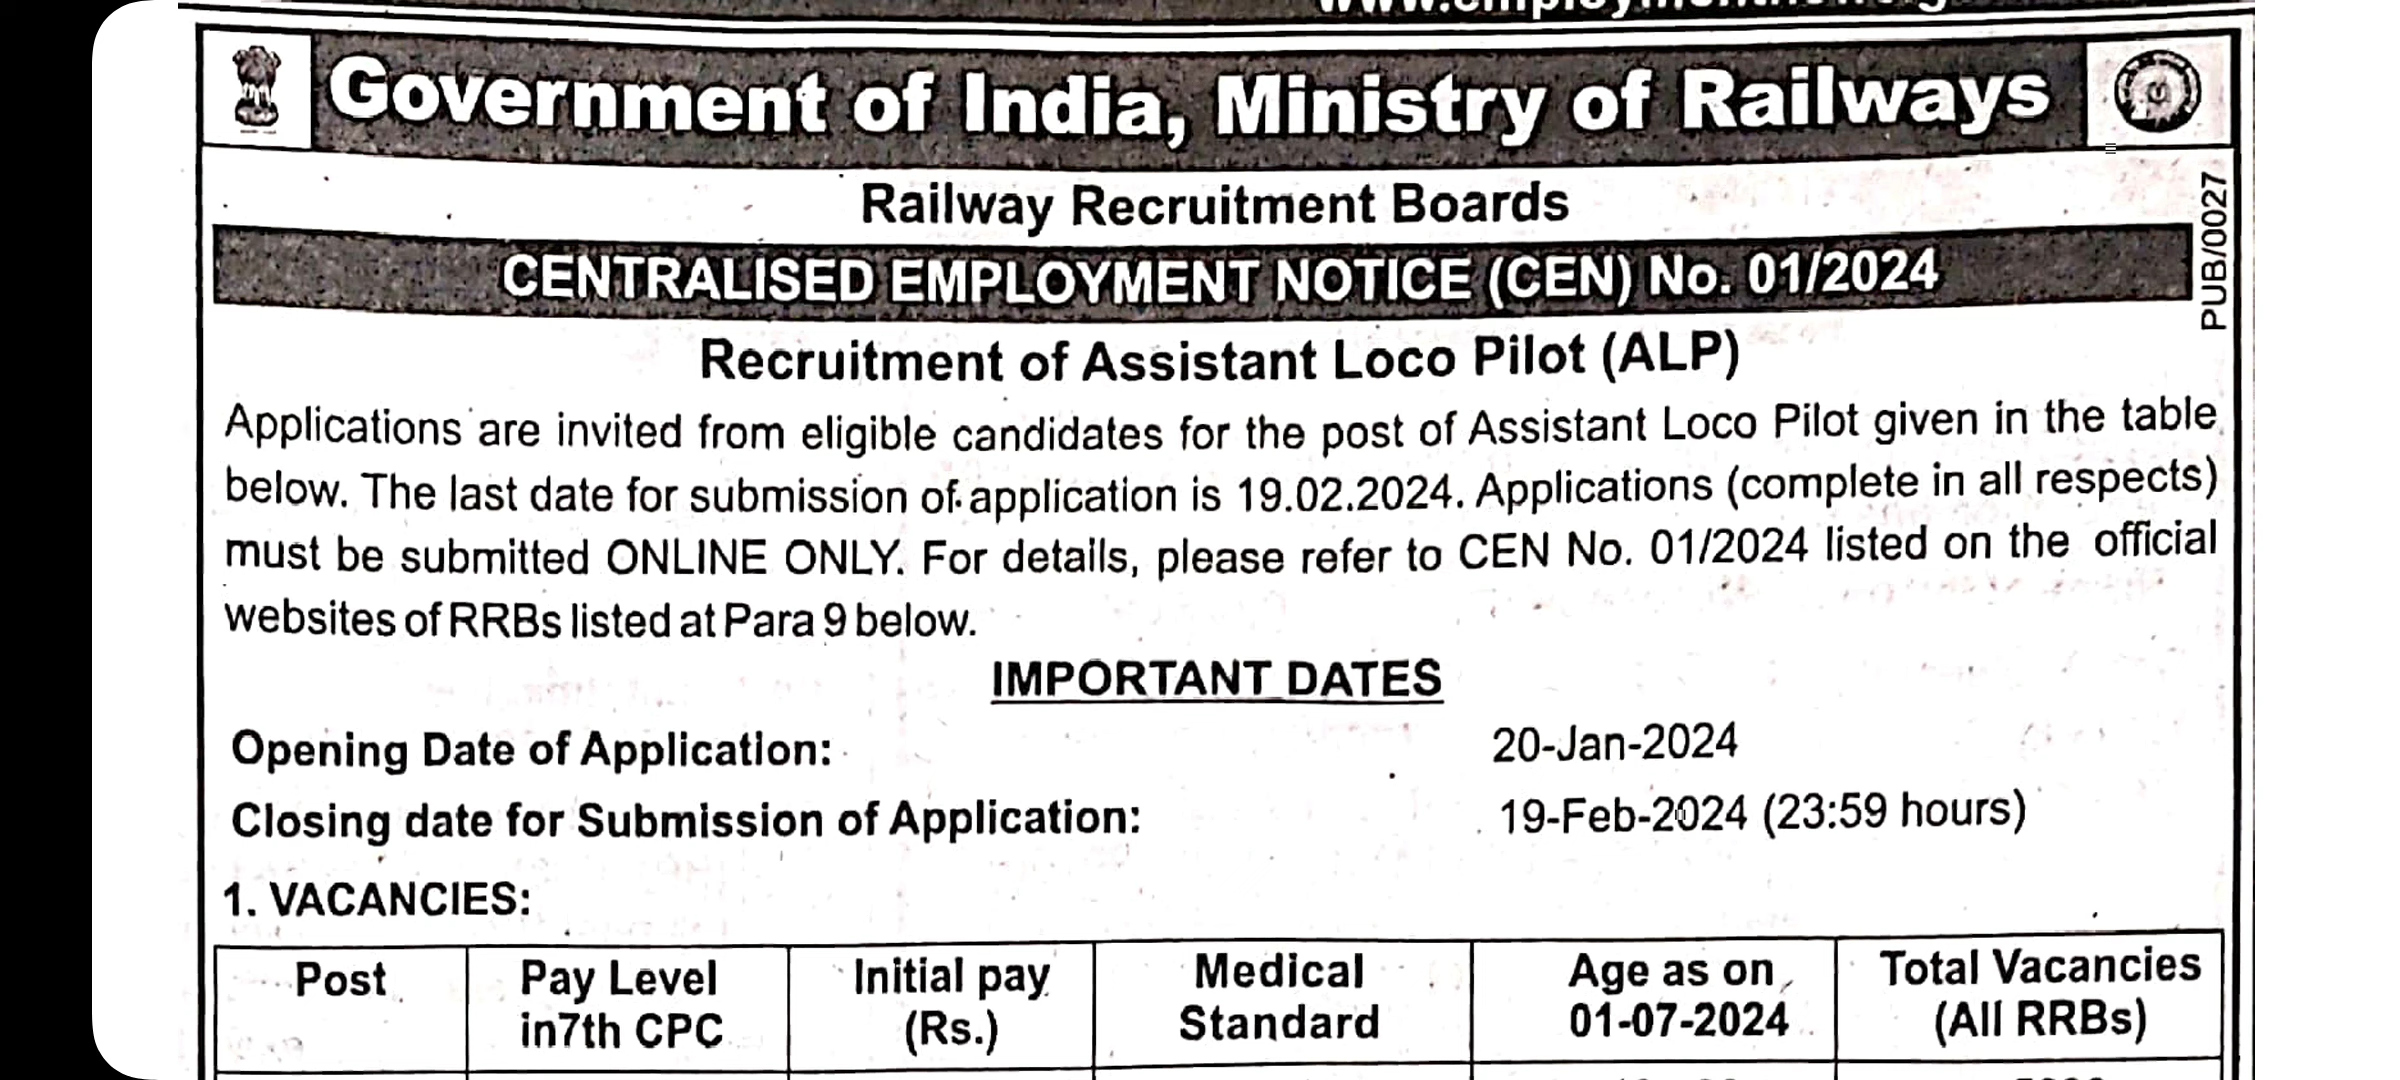 Government of India, Ministry of Railways
Railway Recruitment Boards
PUB/0027
CENTRALISED EMPLOYMENT NOTICE (CEN) No. 01/2024
Recruitment of Assistant Loco Pilot (ALP)
Applications are invited from eligible candidates for the post of Assistant Loco Pilot given in the table
below. The last date for submission of application is 19.02.2024. Applications (complete in all respects)
must be submitted ONLINE ONLY. For details, please refer to CEN No. 01/2024 listed on the official
websites of RRBs listed at Para 9 below.
IMPORTANT DATES
Opening Date of Application: 20-Jan-2024
Closing date for Submission of Application: 19-Feb-2024 (23:59 hours)
1. VACANCIES:
Post Pay Level Initial pay Medical Age as on Total Vacancies
in7th CPC (Rs.) Standard 01-07-2024 (All RRBs)